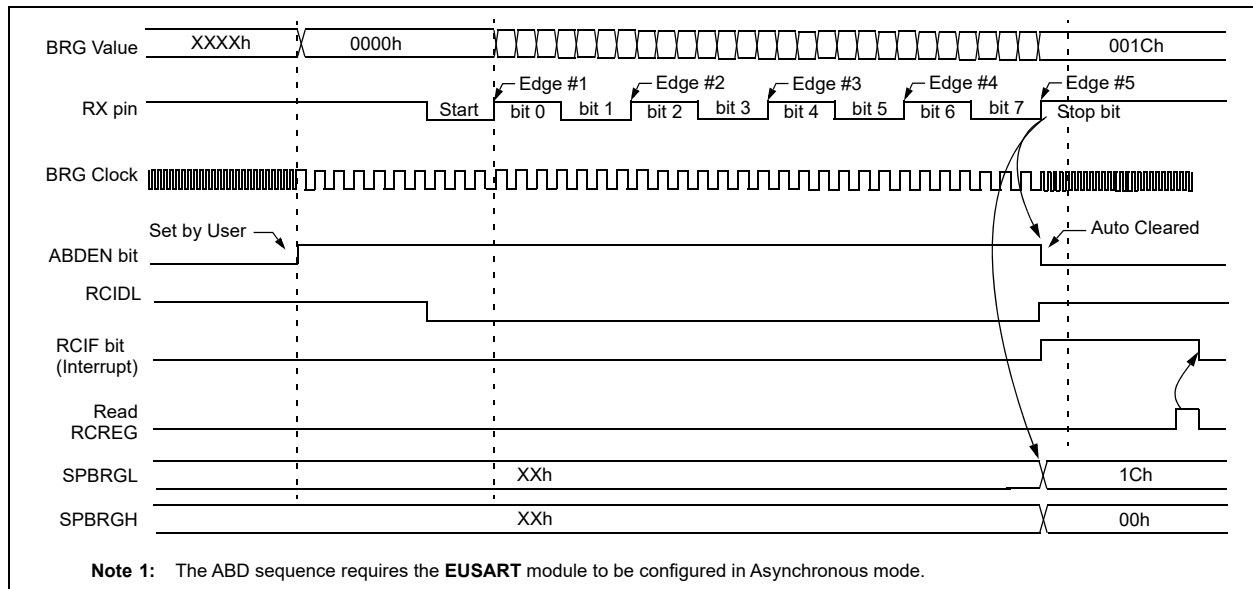 BRG Value XXXXh 0000h 001Ch
Edge #1 Edge #2 Edge #3 Edge #4 Edge #5
RX pin Start bit 0 bit 1 bit 2 bit 3 bit 4 bit 5 bit 6 bit 7 Stop bit
BRG Clock
Set by User Auto Cleared
ABDEN bit
RCIDL
RCIF bit
(Interrupt)
Read
RCREG
SPBRGL XXh 1Ch
SPBRGH XXh 00h
Note 1: The ABD sequence requires the EUSART module to be configured in Asynchronous mode.